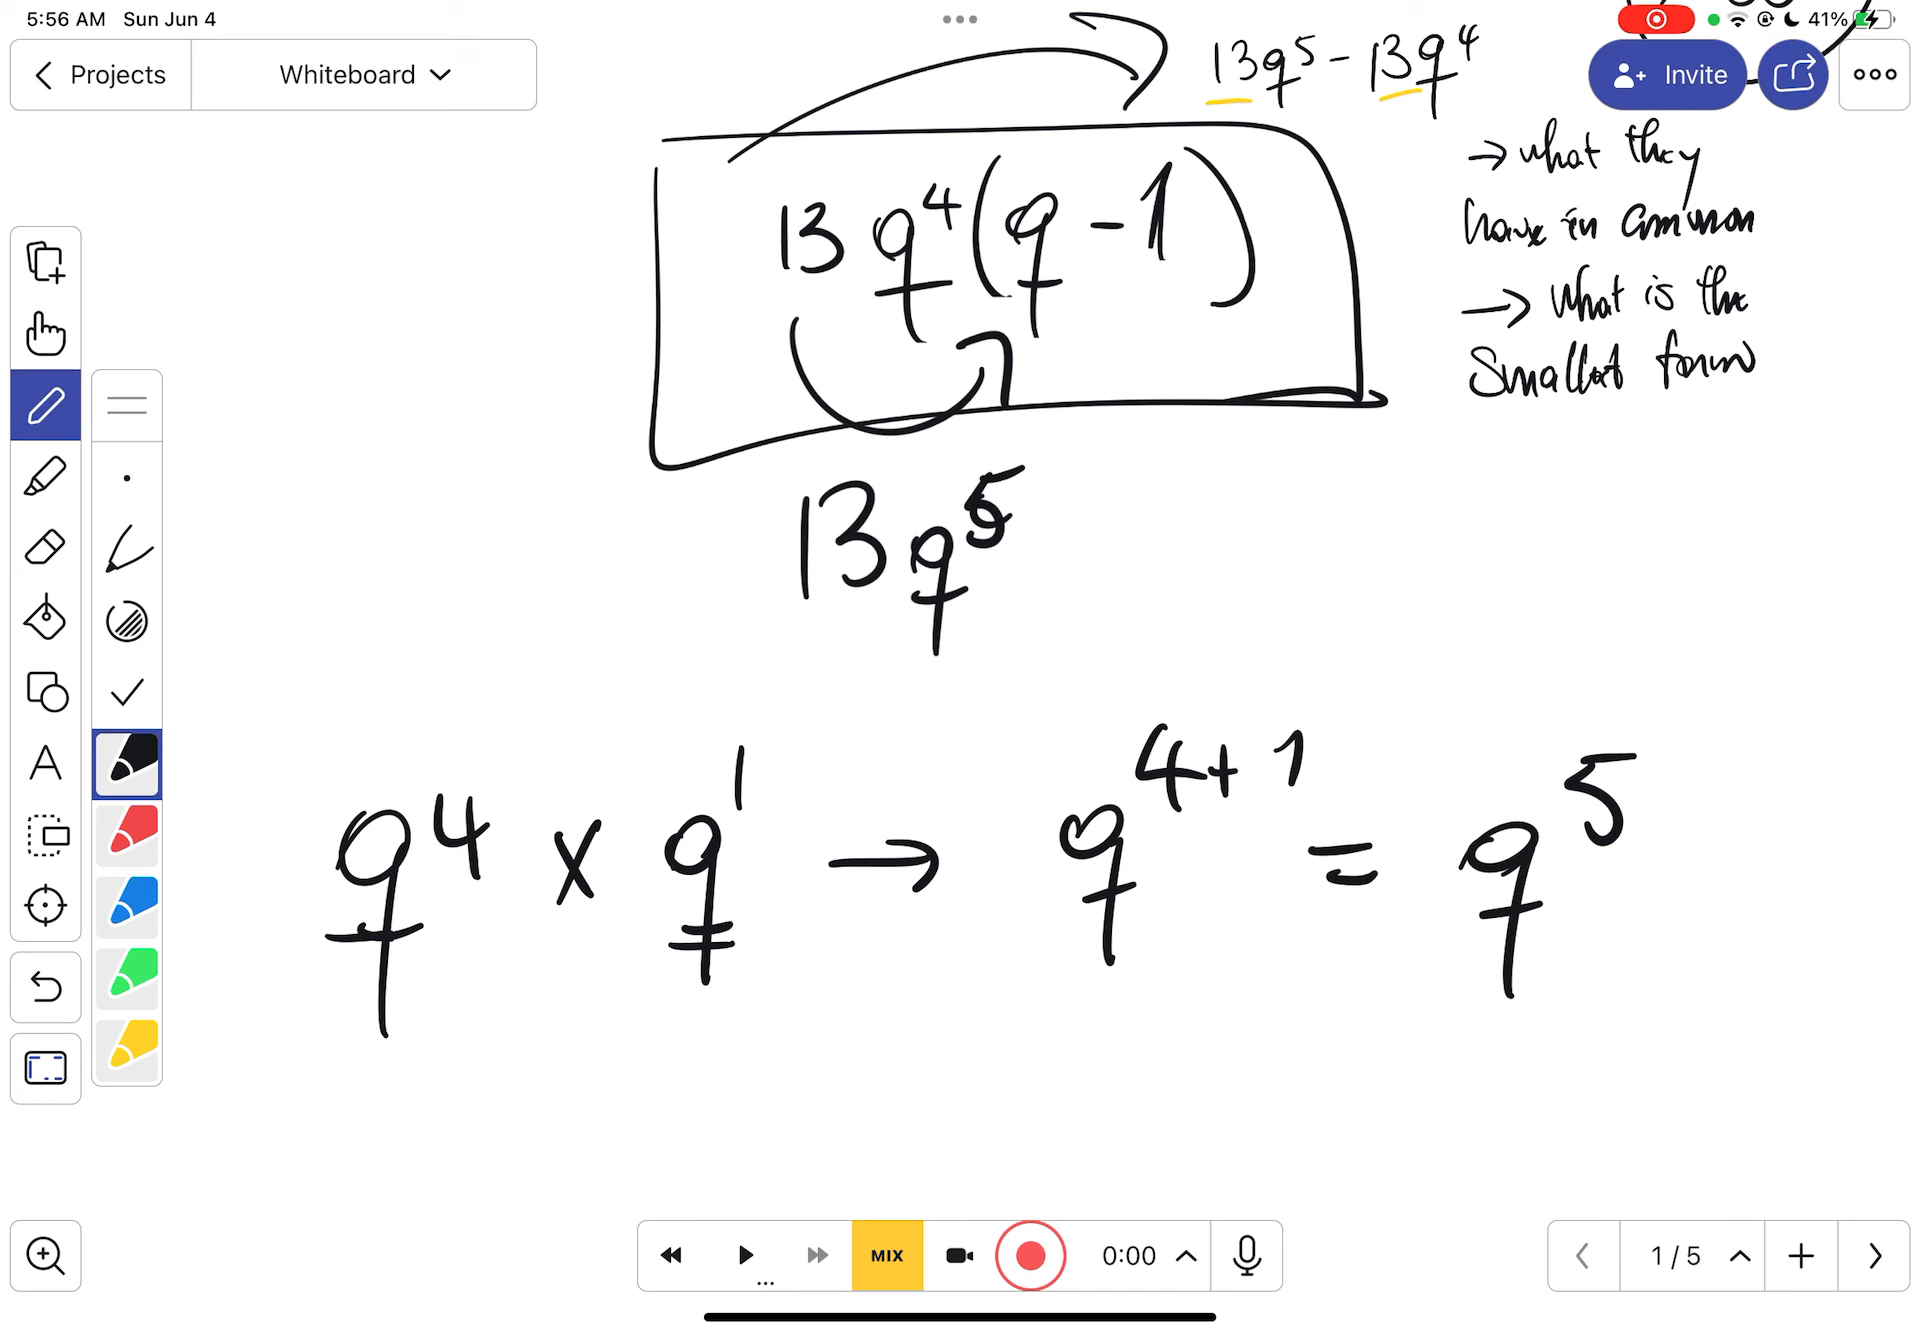 5:56 AM Sun Jun 4
41%
Projects
Whiteboard
Invite
13q⁵ - 13q⁴
→ what they
have in common
→ what is the
smallest form
13q⁴(q - 1)
13q⁵
q⁴ x q¹ → q⁴⁺¹ = q⁵
A
MIX
0:00
1 / 5